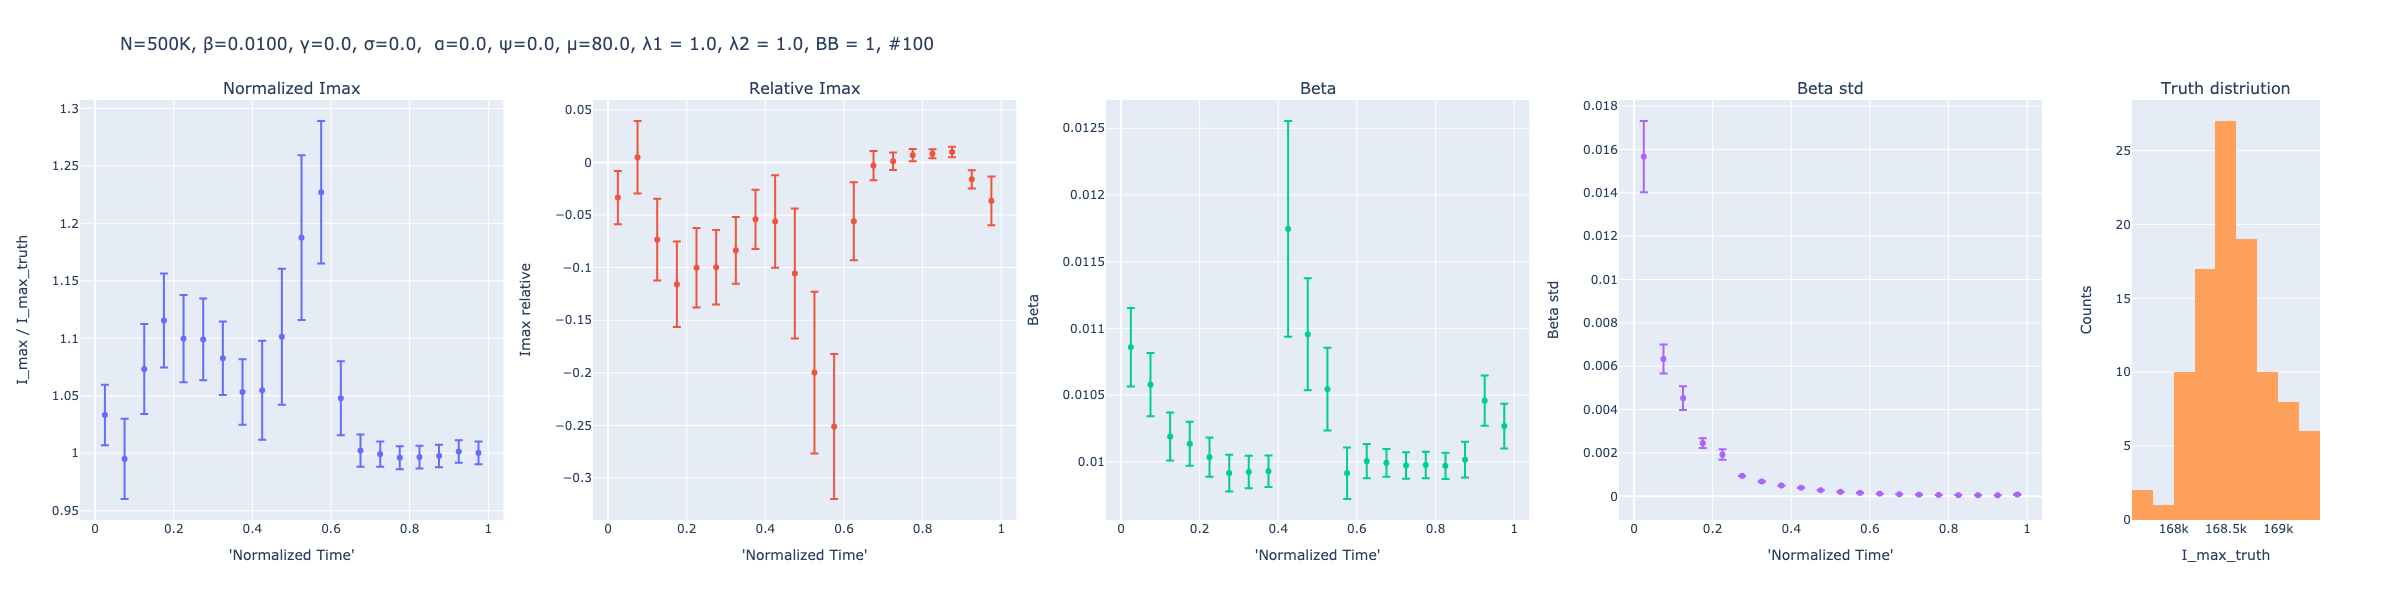 N=500K, β=0.0100, γ=0.0, σ=0.0,  α=0.0, ψ=0.0, μ=80.0, λ1 = 1.0, λ2 = 1.0, BB = 1, #100
Normalized Imax
I_max / I_max_truth
1.3
1.25
1.2
1.15
1.1
1.05
1
0.95
0 0.2 0.4 0.6 0.8 1
'Normalized Time'
Relative Imax
Imax relative
0.05
0
−0.05
−0.1
−0.15
−0.2
−0.25
−0.3
0 0.2 0.4 0.6 0.8 1
'Normalized Time'
Beta
Beta
0.0125
0.012
0.0115
0.011
0.0105
0.01
0 0.2 0.4 0.6 0.8 1
'Normalized Time'
Beta std
Beta std
0.018
0.016
0.014
0.012
0.01
0.008
0.006
0.004
0.002
0
0 0.2 0.4 0.6 0.8 1
'Normalized Time'
Truth distriution
Counts
25
20
15
10
5
0
168k 168.5k 169k
I_max_truth